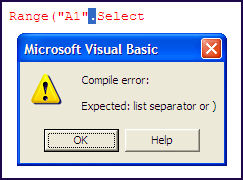 Range("A1".Select
Microsoft Visual Basic
Compile error:
Expected: list separator or )
OK Help